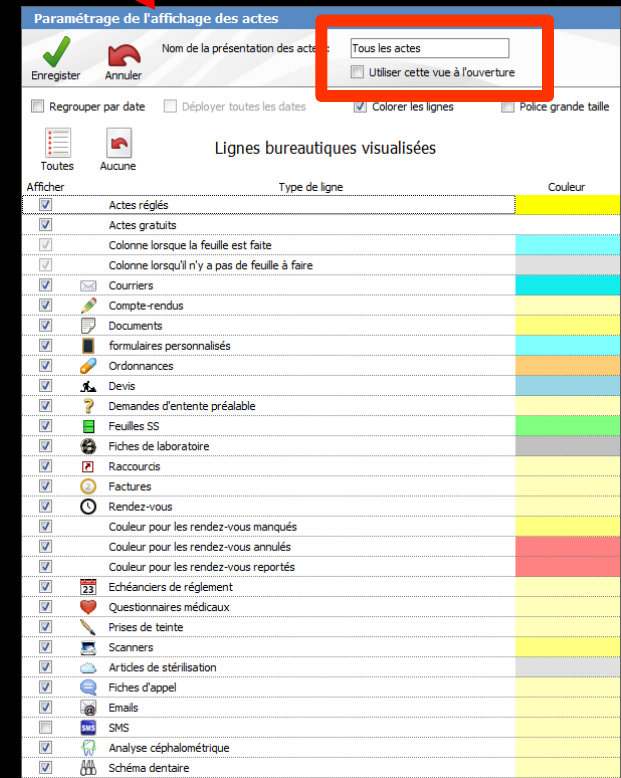 Paramétrage de l'affichage des actes
Nom de la présentation des actes :
Tous les actes
Enregister
Annuler
Utiliser cette vue à l'ouverture
Regrouper par date
Déployer toutes les dates
Colorer les lignes
Police grande taille
Toutes
Aucune
Lignes bureautiques visualisées
Afficher
Type de ligne
Couleur
Actes réglés
Actes gratuits
Colonne lorsque la feuille est faite
Colonne lorsqu'il n'y a pas de feuille à faire
Courriers
Compte-rendus
Documents
formulaires personnalisés
Ordonnances
Devis
Demandes d'entente préalable
Feuilles SS
Fiches de laboratoire
Raccourcis
Factures
Rendez-vous
Couleur pour les rendez-vous manqués
Couleur pour les rendez-vous annulés
Couleur pour les rendez-vous reportés
23 Echéanciers de réglement
Questionnaires médicaux
Prises de teinte
Scanners
Articles de stérilisation
Fiches d'appel
@ Emails
SMS SMS
Analyse céphalométrique
Schéma dentaire